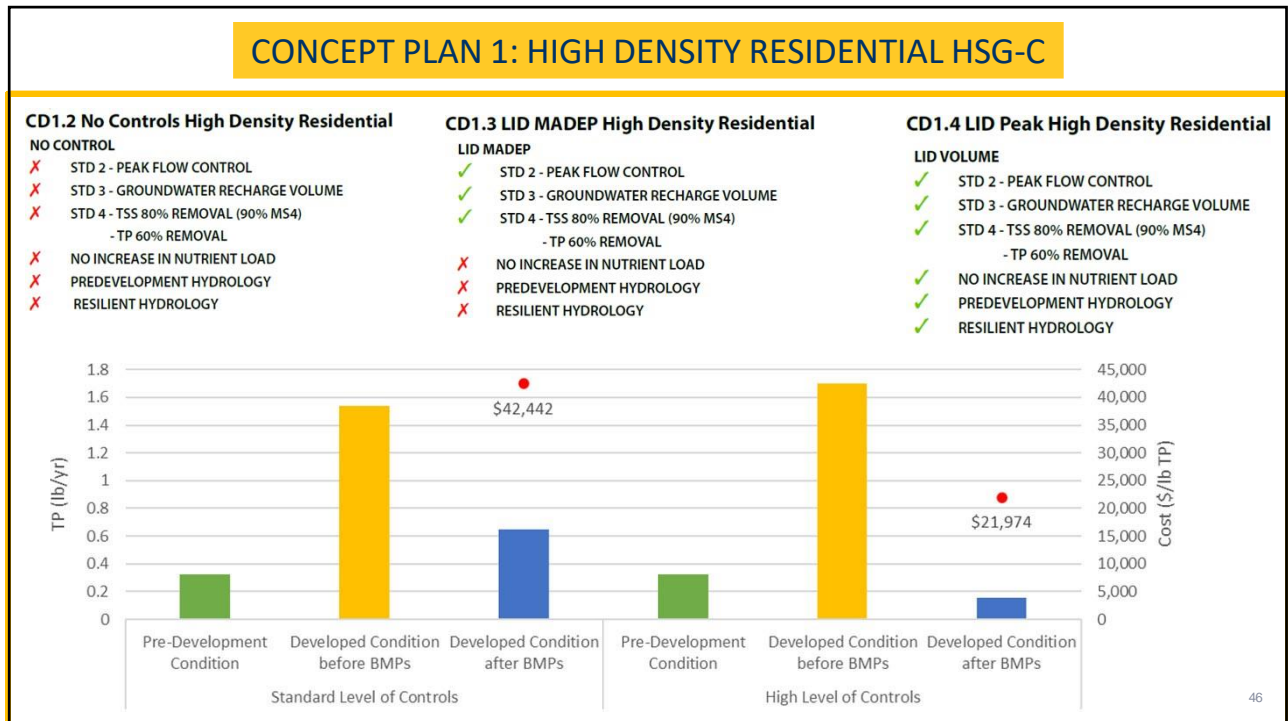 CONCEPT PLAN 1: HIGH DENSITY RESIDENTIAL HSG-C
CD1.2 No Controls High Density Residential
NO CONTROL
✗ STD 2 - PEAK FLOW CONTROL
✗ STD 3 - GROUNDWATER RECHARGE VOLUME
✗ STD 4 - TSS 80% REMOVAL (90% MS4)
- TP 60% REMOVAL
✗ NO INCREASE IN NUTRIENT LOAD
✗ PREDEVELOPMENT HYDROLOGY
✗ RESILIENT HYDROLOGY
CD1.3 LID MADEP High Density Residential
LID MADEP
✓ STD 2 - PEAK FLOW CONTROL
✓ STD 3 - GROUNDWATER RECHARGE VOLUME
✓ STD 4 - TSS 80% REMOVAL (90% MS4)
- TP 60% REMOVAL
✗ NO INCREASE IN NUTRIENT LOAD
✗ PREDEVELOPMENT HYDROLOGY
✗ RESILIENT HYDROLOGY
CD1.4 LID Peak High Density Residential
LID VOLUME
✓ STD 2 - PEAK FLOW CONTROL
✓ STD 3 - GROUNDWATER RECHARGE VOLUME
✓ STD 4 - TSS 80% REMOVAL (90% MS4)
- TP 60% REMOVAL
✓ NO INCREASE IN NUTRIENT LOAD
✓ PREDEVELOPMENT HYDROLOGY
✓ RESILIENT HYDROLOGY
TP (lb/yr)
1.8
1.6
1.4
1.2
1
0.8
0.6
0.4
0.2
0
$42,442
$21,974
45,000
40,000
35,000
30,000
25,000
20,000
15,000
10,000
5,000
0
Cost ($/lb TP)
Pre-Development
Condition
Developed Condition
before BMPs
Developed Condition
after BMPs
Pre-Development
Condition
Developed Condition
before BMPs
Developed Condition
after BMPs
Standard Level of Controls
High Level of Controls
46